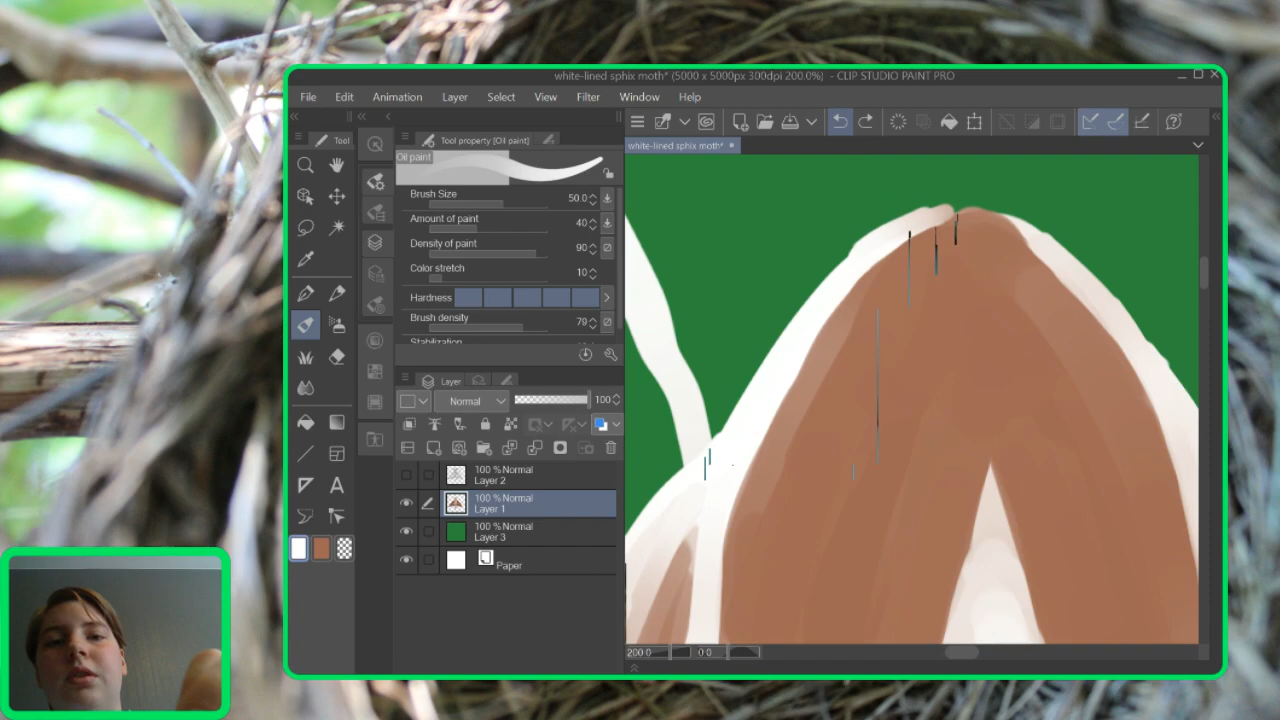 white-lined sphix moth* (5000 x 5000px 300dpi 200.0%) - CLIP STUDIO PAINT PRO
File Edit Animation Layer Select View Filter Window Help
Tool
Tool property [Oil paint]
white-lined sphix moth*
Oil paint
Brush Size 50.0
Amount of paint 40
Density of paint 90
Color stretch 10
Hardness
Brush density 79
Stabilization
Layer
Normal 100
100 % Normal
Layer 2
100 % Normal
Layer 1
100 % Normal
Layer 3
Paper
A
200.0 0.0